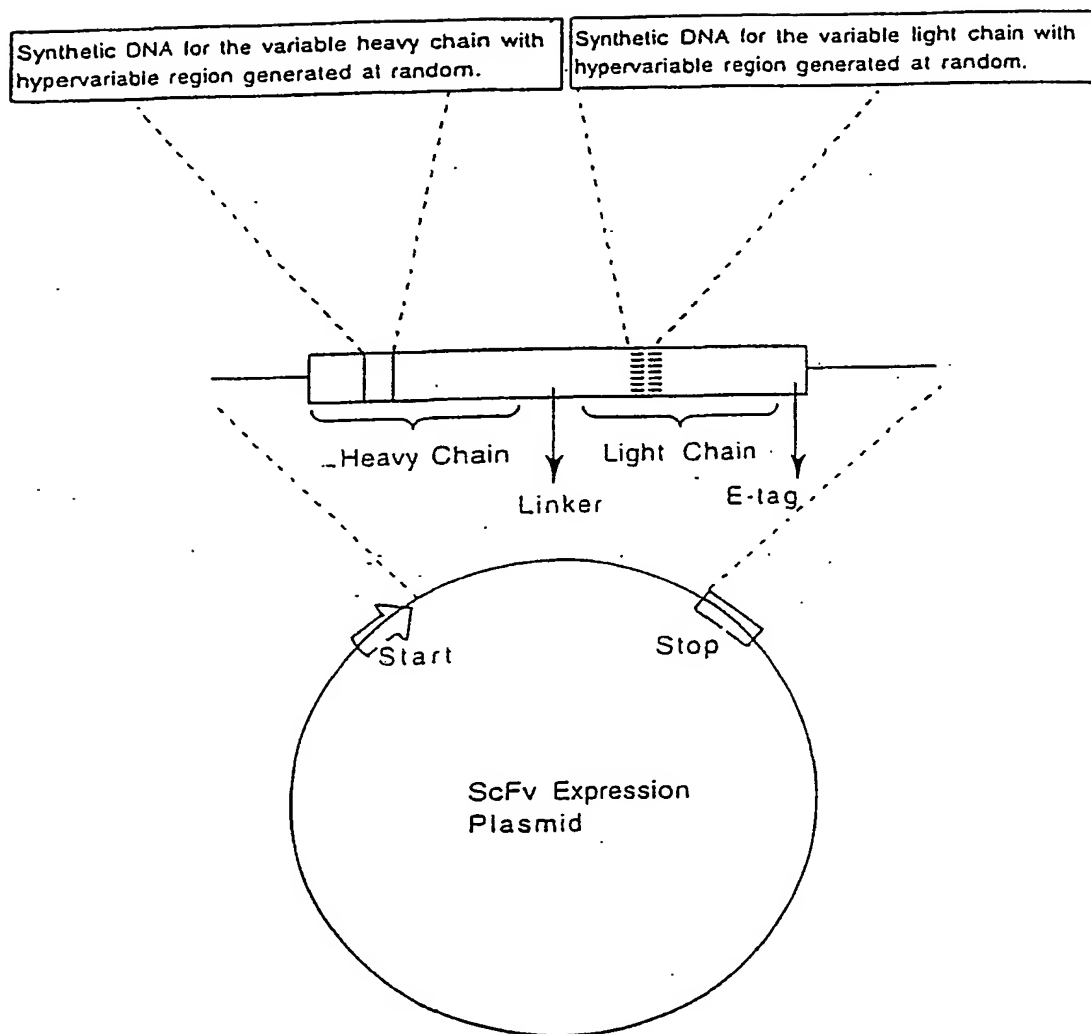 Synthetic DNA for the variable heavy chain with
hypervariable region generated at random.
Synthetic DNA for the variable light chain with
hypervariable region generated at random.
Heavy Chain
Light Chain
Linker
E-tag
Start
Stop
ScFv Expression
Plasmid